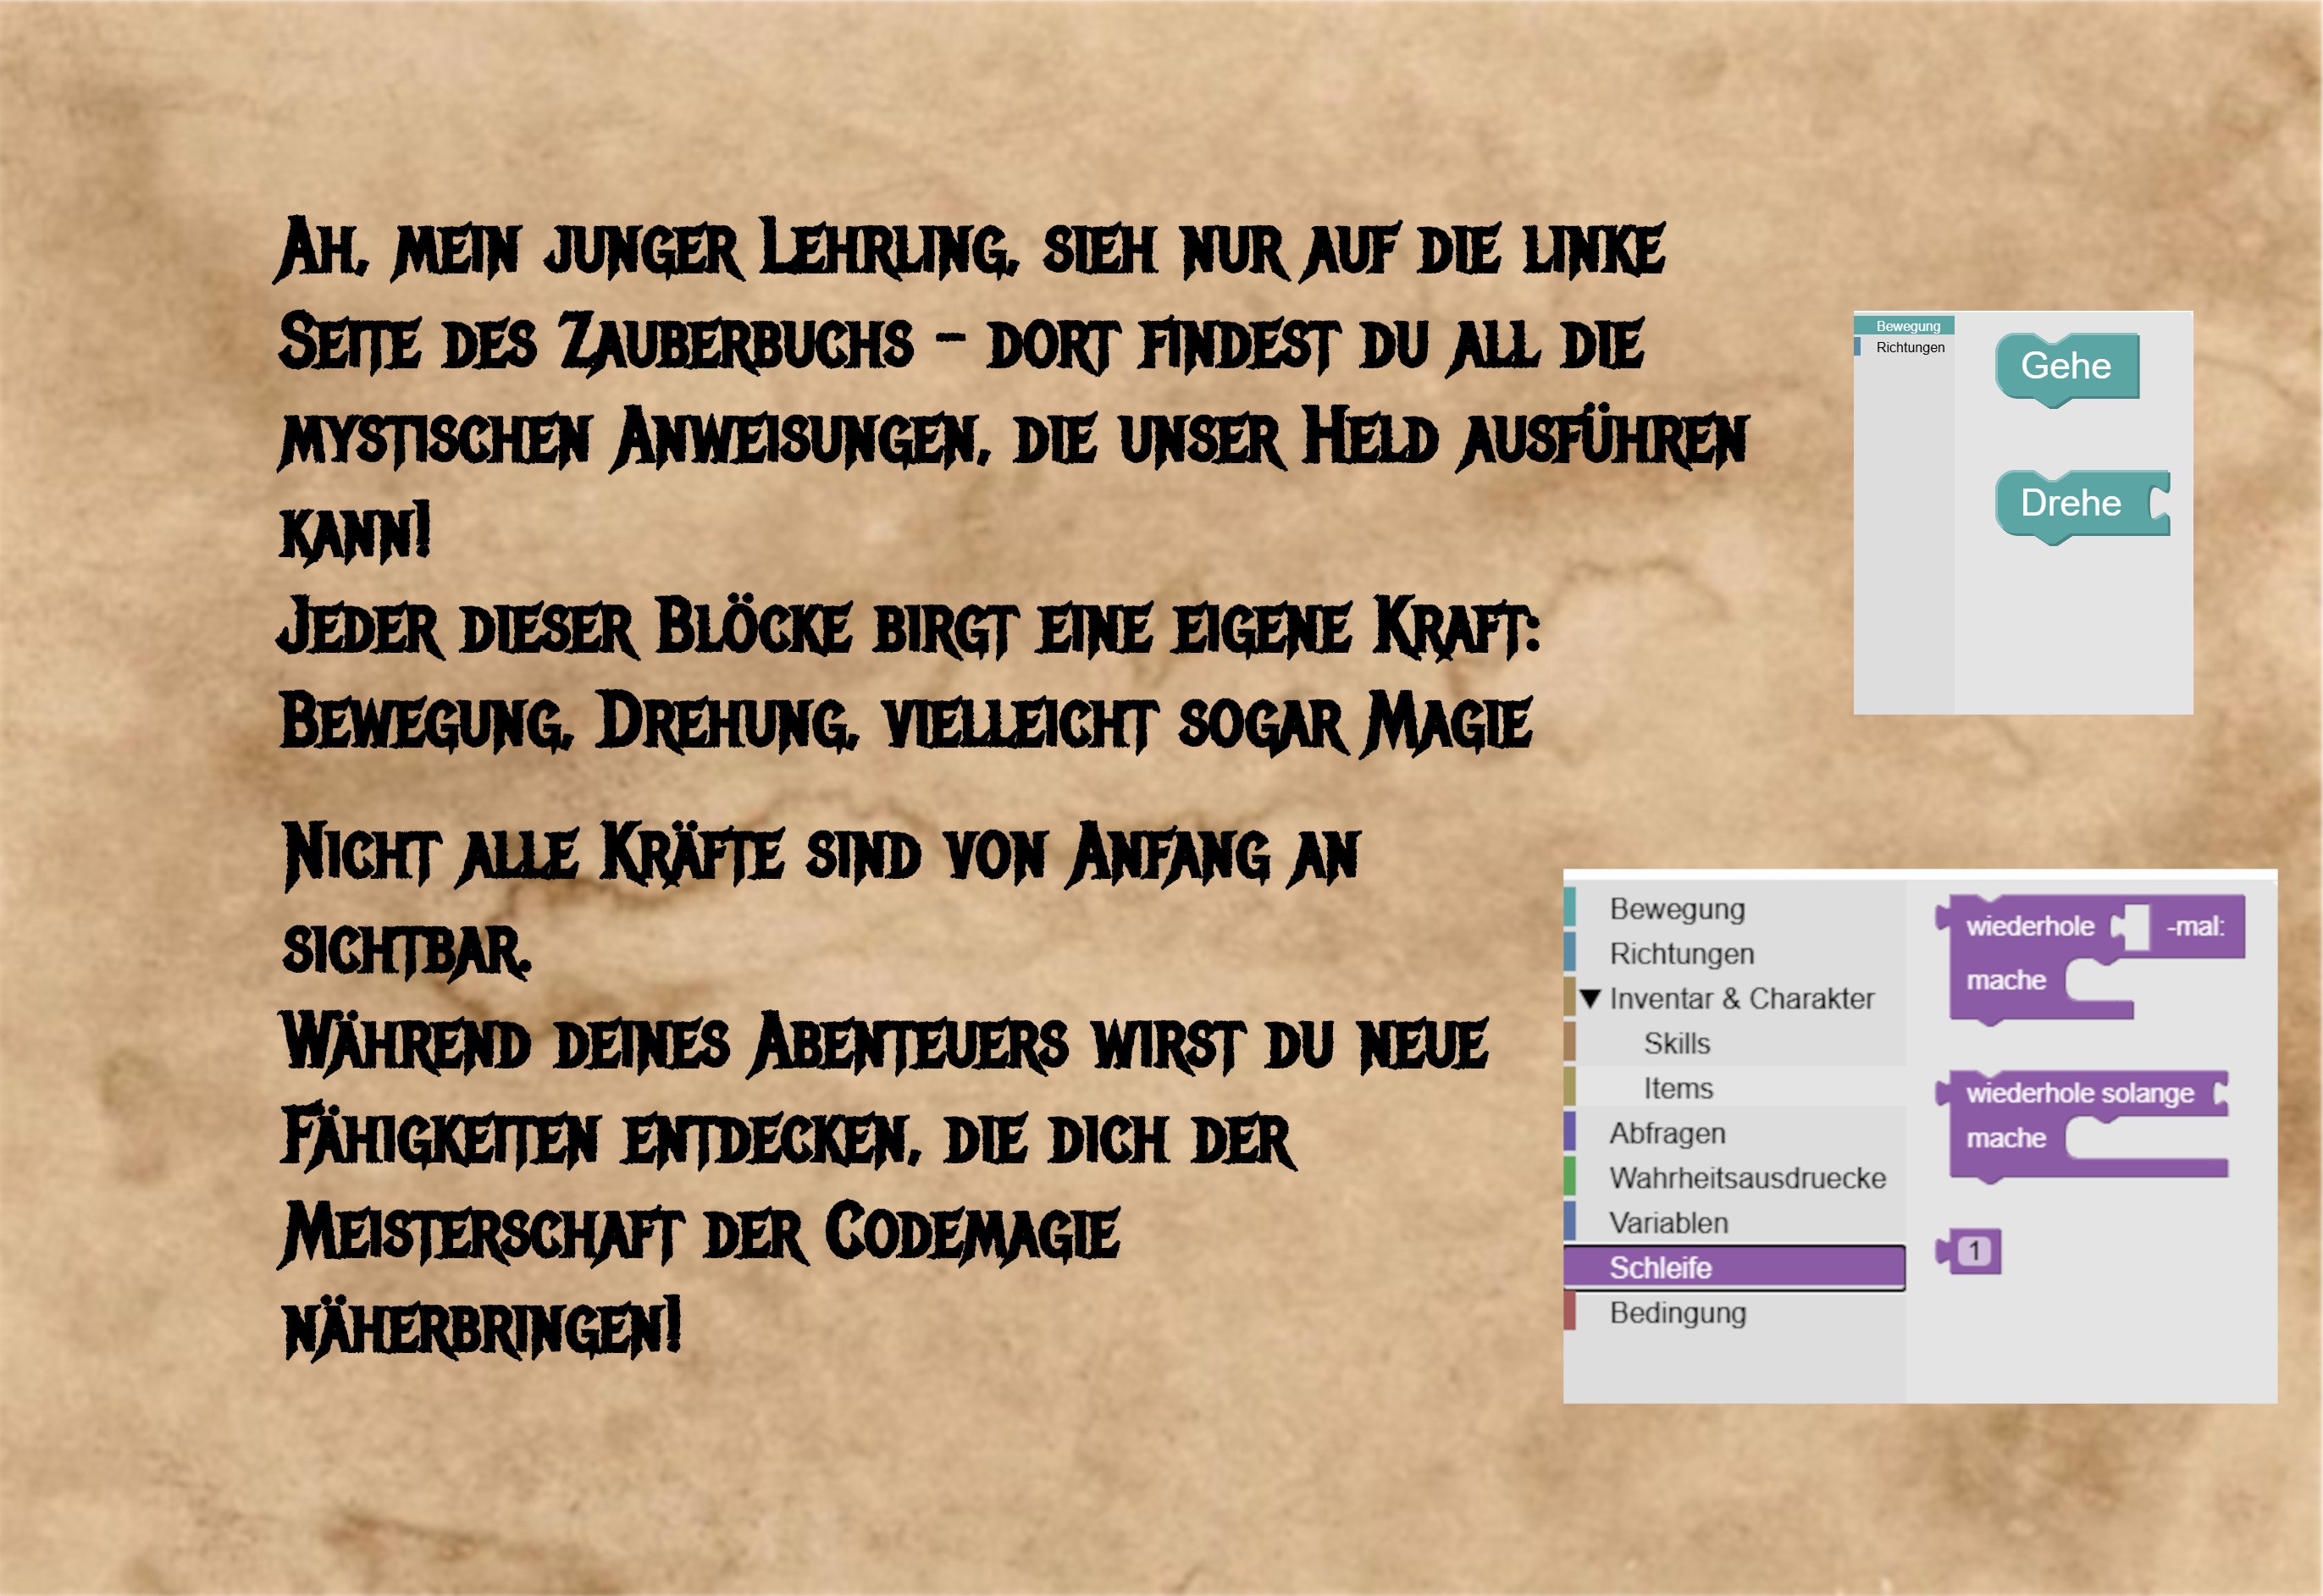 Ah, mein junger Lehrling, sieh nur auf die linke
Seite des Zauberbuchs – dort findest du all die
mystischen Anweisungen, die unser Held ausführen
kann!
Jeder dieser Blöcke birgt eine eigene Kraft:
Bewegung, Drehung, vielleicht sogar Magie
Bewegung
Richtungen
Gehe
Drehe
Nicht alle Kräfte sind von Anfang an
sichtbar.
Während deines Abenteuers wirst du neue
Fähigkeiten entdecken, die dich der
Meisterschaft der Codemagie
näherbringen!
Bewegung
Richtungen
▼ Inventar & Charakter
Skills
Items
Abfragen
Wahrheitsausdruecke
Variablen
Schleife
Bedingung
wiederhole -mal:
mache
wiederhole solange
mache
1